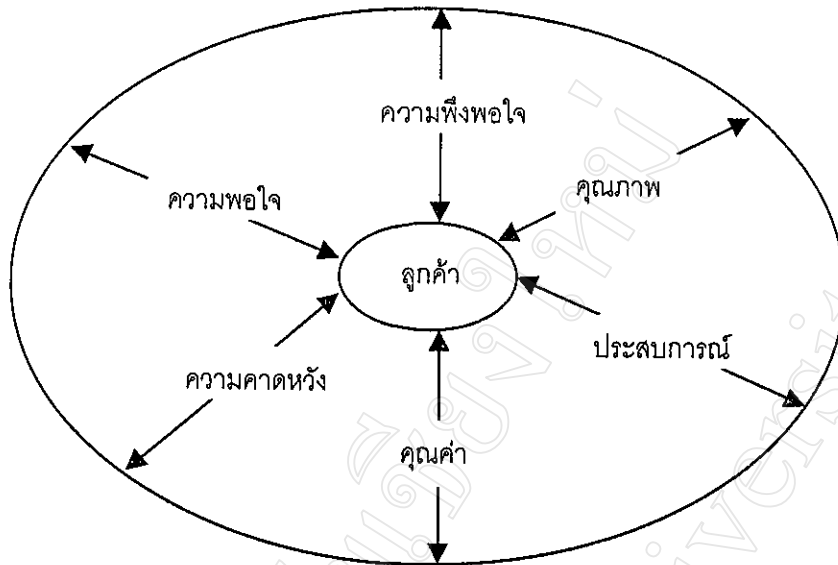 ความพึงพอใจ
คุณภาพ
ความพอใจ
ลูกค้า
ประสบการณ์
ความคาดหวัง
คุณค่า